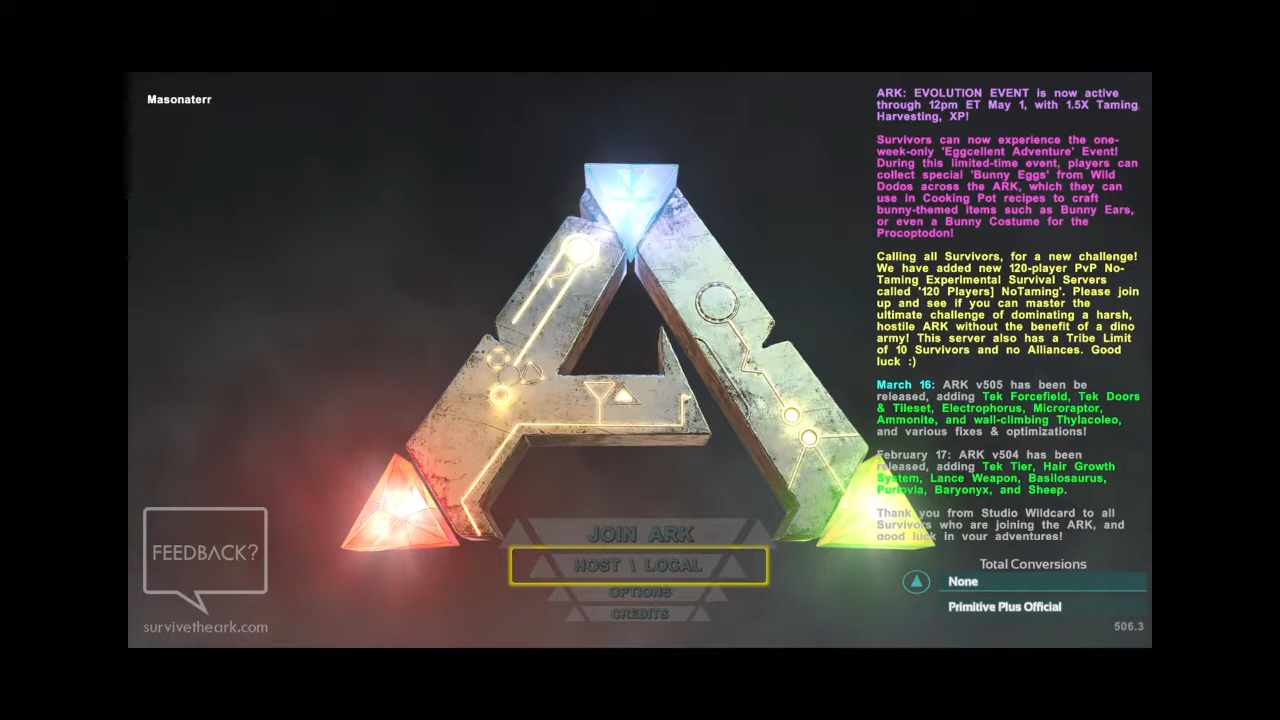 Masonaterr
ARK: EVOLUTION EVENT is now active
through 12pm ET May 1, with 1.5X Taming,
Harvesting, XP!
Survivors can now experience the one-
week-only 'Eggcellent Adventure' Event!
During this limited-time event, players can
collect special 'Bunny Eggs' from Wild
Dodos across the ARK, which they can
use in Cooking Pot recipes to craft
bunny-themed items such as Bunny Ears,
or even a Bunny Costume for the
Procoptodon!
Calling all Survivors, for a new challenge!
We have added new 120-player PvP No-
Taming Experimental Survival Servers
called '120 Players] NoTaming'. Please join
up and see if you can master the
ultimate challenge of dominating a harsh,
hostile ARK without the benefit of a dino
army! This server also has a Tribe Limit
of 10 Survivors and no Alliances. Good
luck :)
March 16: ARK v505 has been be
released, adding Tek Forcefield, Tek Doors
& Tileset, Electrophorus, Microraptor,
Ammonite, and wall-climbing Thylacoleo,
and various fixes & optimizations!
February 17: ARK v504 has been
released, adding Tek Tier, Hair Growth
System, Lance Weapon, Basilosaurus,
Purlovia, Baryonyx, and Sheep.
Thank you from Studio Wildcard to all
Survivors who are joining the ARK, and
good luck in your adventures!
JOIN ARK
HOST \ LOCAL
OPTIONS
CREDITS
FEEDBACK?
survivetheark.com
Total Conversions
None
Primitive Plus Official
506.3